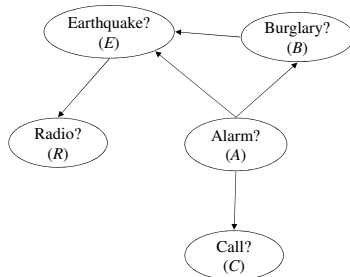 Earthquake?
(E)
Burglary?
(B)
Radio?
(R)
Alarm?
(A)
Call?
(C)